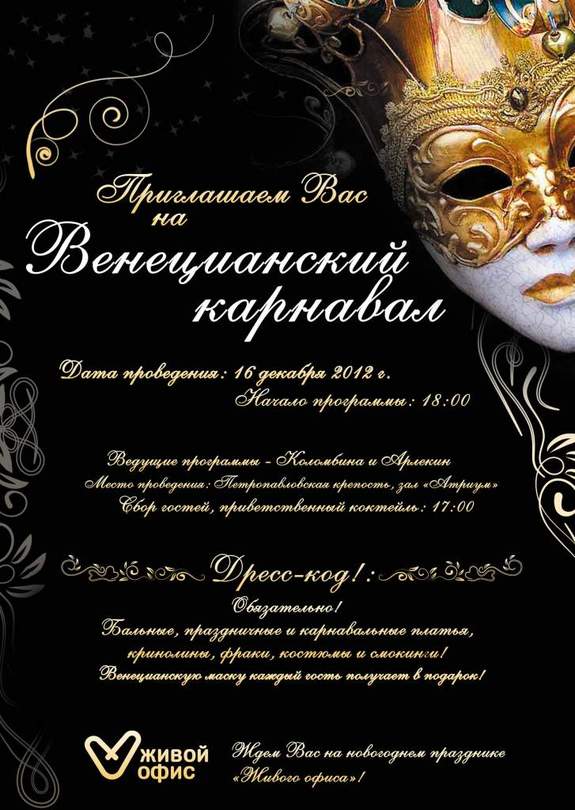 Приглашаем Вас
на
Венецианский
карнавал
Дата проведения: 16 декабря 2012 г.
Начало программы: 18:00
Ведущие программы - Коломбина и Арлекин
Место проведения: Петропавловская крепость, зал «Атриум»
Сбор гостей, приветственный коктейль: 17:00
Дресс-код!:
Обязательно!
Бальные, праздничные и карнавальные платья,
кринолины, фраки, костюмы и смокинги!
Венецианскую маску каждый гость получает в подарок!
ЖИВОЙ
ОФИС
Ждем Вас на новогоднем празднике
«Живого офиса»!